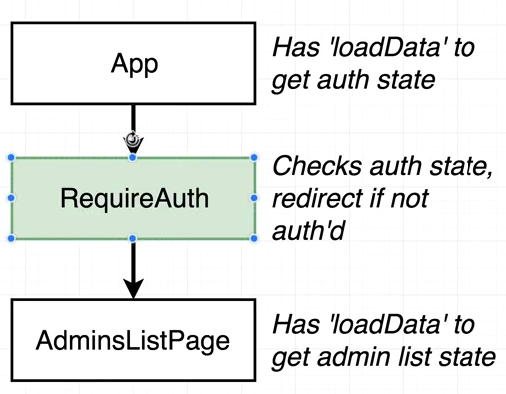 App
Has 'loadData' to
get auth state
RequireAuth
Checks auth state,
redirect if not
auth'd
AdminsListPage
Has 'loadData' to
get admin list state